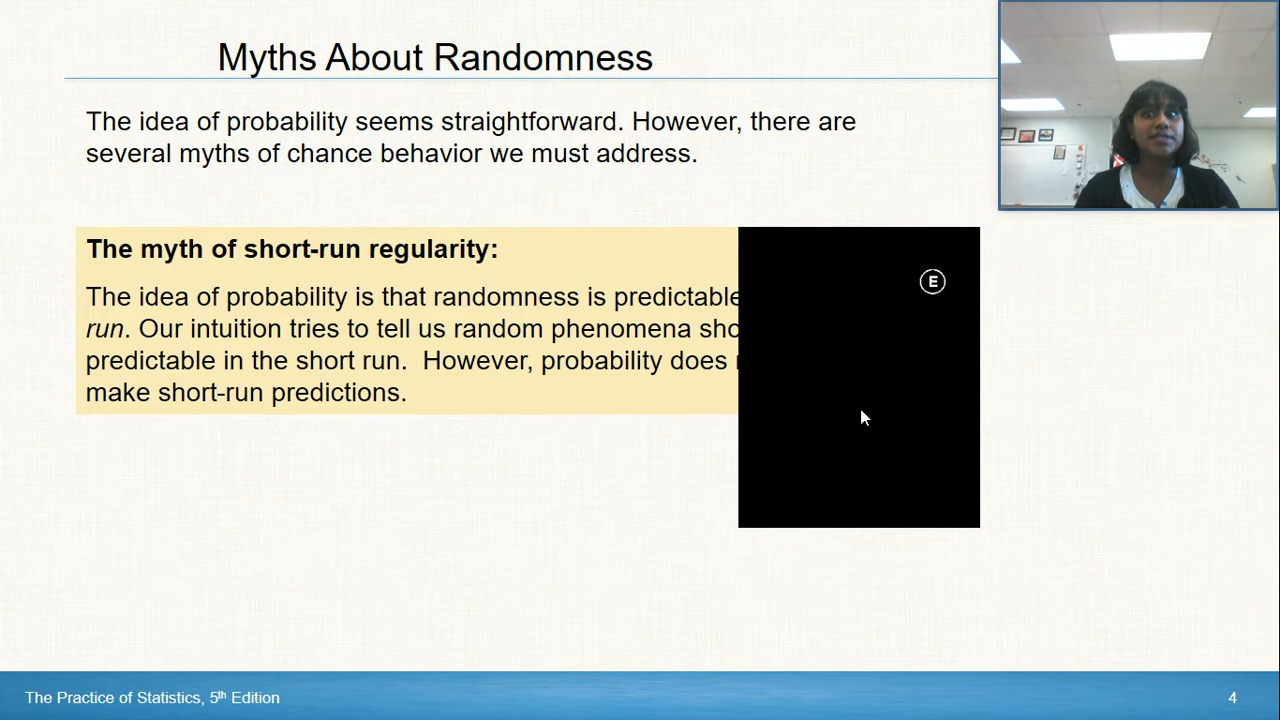 Myths About Randomness
The idea of probability seems straightforward. However, there are
several myths of chance behavior we must address.
The myth of short-run regularity:
The idea of probability is that randomness is predictable
E
run. Our intuition tries to tell us random phenomena sho
predictable in the short run.  However, probability does
make short-run predictions.
The Practice of Statistics, 5th Edition
4